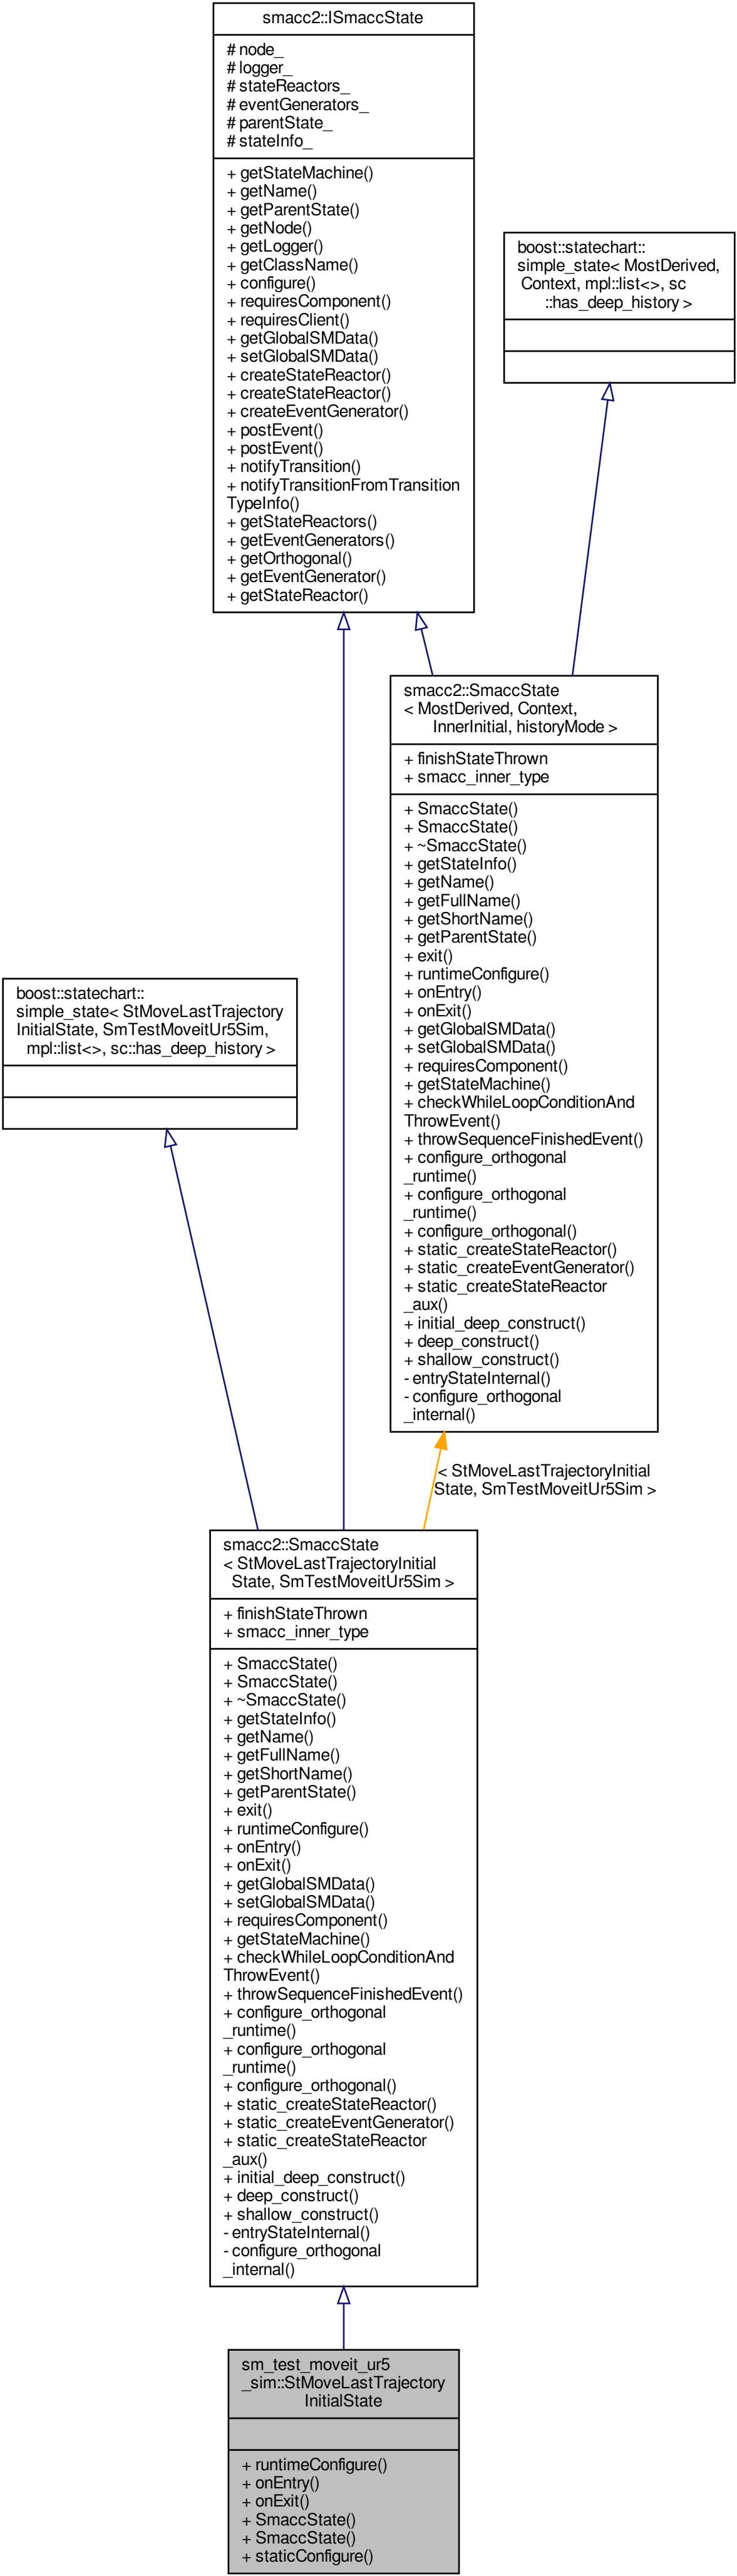 smacc2::ISmaccState
# node_
# logger_
# stateReactors_
# eventGenerators_
# parentState_
# stateInfo_
+ getStateMachine()
+ getName()
+ getParentState()
+ getNode()
+ getLogger()
+ getClassName()
+ configure()
+ requiresComponent()
+ requiresClient()
+ getGlobalSMData()
+ setGlobalSMData()
+ createStateReactor()
+ createStateReactor()
+ createEventGenerator()
+ postEvent()
+ postEvent()
+ notifyTransition()
+ notifyTransitionFromTransition
TypeInfo()
+ getStateReactors()
+ getEventGenerators()
+ getOrthogonal()
+ getEventGenerator()
+ getStateReactor()
boost::statechart::
simple_state< MostDerived,
Context, mpl::list<>, sc
::has_deep_history >
smacc2::SmaccState
< MostDerived, Context,
InnerInitial, historyMode >
+ finishStateThrown
+ smacc_inner_type
+ SmaccState()
+ SmaccState()
+ ~SmaccState()
+ getStateInfo()
+ getName()
+ getFullName()
+ getShortName()
+ getParentState()
+ exit()
+ runtimeConfigure()
+ onEntry()
+ onExit()
+ getGlobalSMData()
+ setGlobalSMData()
+ requiresComponent()
+ getStateMachine()
+ checkWhileLoopConditionAnd
ThrowEvent()
+ throwSequenceFinishedEvent()
+ configure_orthogonal
_runtime()
+ configure_orthogonal
_runtime()
+ configure_orthogonal()
+ static_createStateReactor()
+ static_createEventGenerator()
+ static_createStateReactor
_aux()
+ initial_deep_construct()
+ deep_construct()
+ shallow_construct()
- entryStateInternal()
- configure_orthogonal
_internal()
boost::statechart::
simple_state< StMoveLastTrajectory
InitialState, SmTestMoveitUr5Sim,
mpl::list<>, sc::has_deep_history >
< StMoveLastTrajectoryInitial
State, SmTestMoveitUr5Sim >
smacc2::SmaccState
< StMoveLastTrajectoryInitial
State, SmTestMoveitUr5Sim >
+ finishStateThrown
+ smacc_inner_type
+ SmaccState()
+ SmaccState()
+ ~SmaccState()
+ getStateInfo()
+ getName()
+ getFullName()
+ getShortName()
+ getParentState()
+ exit()
+ runtimeConfigure()
+ onEntry()
+ onExit()
+ getGlobalSMData()
+ setGlobalSMData()
+ requiresComponent()
+ getStateMachine()
+ checkWhileLoopConditionAnd
ThrowEvent()
+ throwSequenceFinishedEvent()
+ configure_orthogonal
_runtime()
+ configure_orthogonal
_runtime()
+ configure_orthogonal()
+ static_createStateReactor()
+ static_createEventGenerator()
+ static_createStateReactor
_aux()
+ initial_deep_construct()
+ deep_construct()
+ shallow_construct()
- entryStateInternal()
- configure_orthogonal
_internal()
sm_test_moveit_ur5
_sim::StMoveLastTrajectory
InitialState
+ runtimeConfigure()
+ onEntry()
+ onExit()
+ SmaccState()
+ SmaccState()
+ staticConfigure()